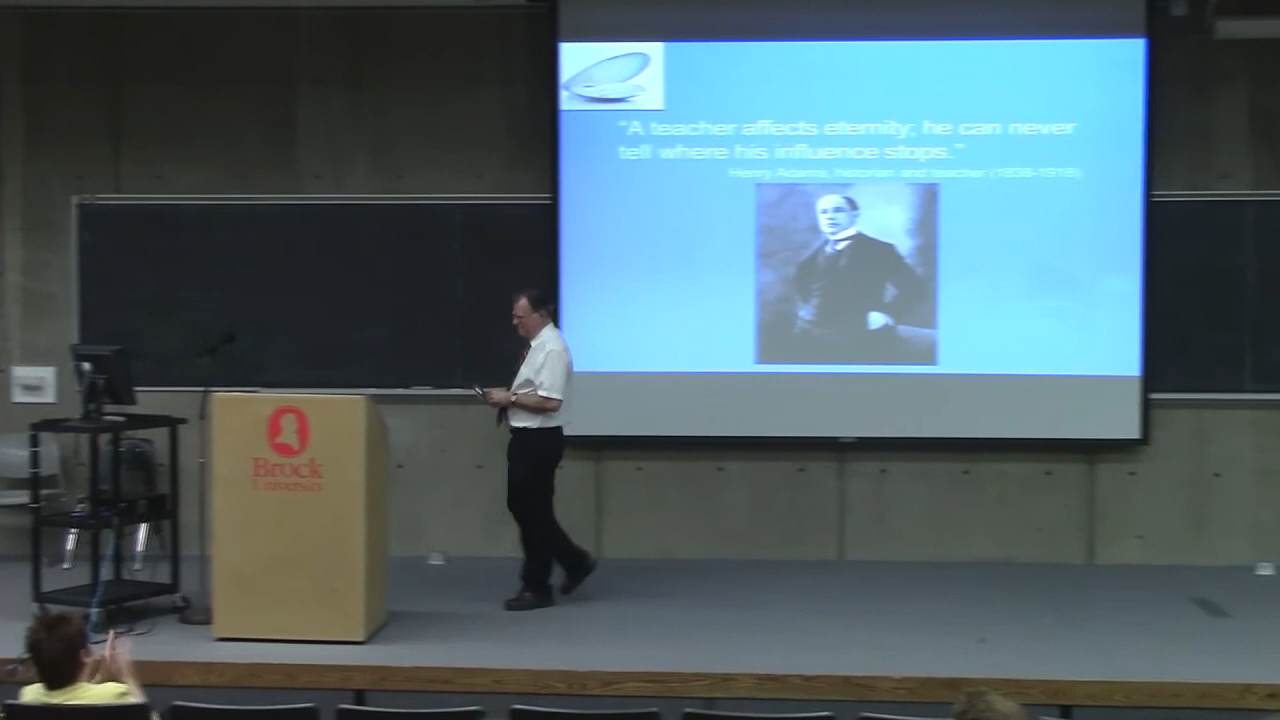 "A teacher affects eternity; he can never
tell where his influence stops."
Henry Adams, historian and teacher (1838-1918)
Brock
University